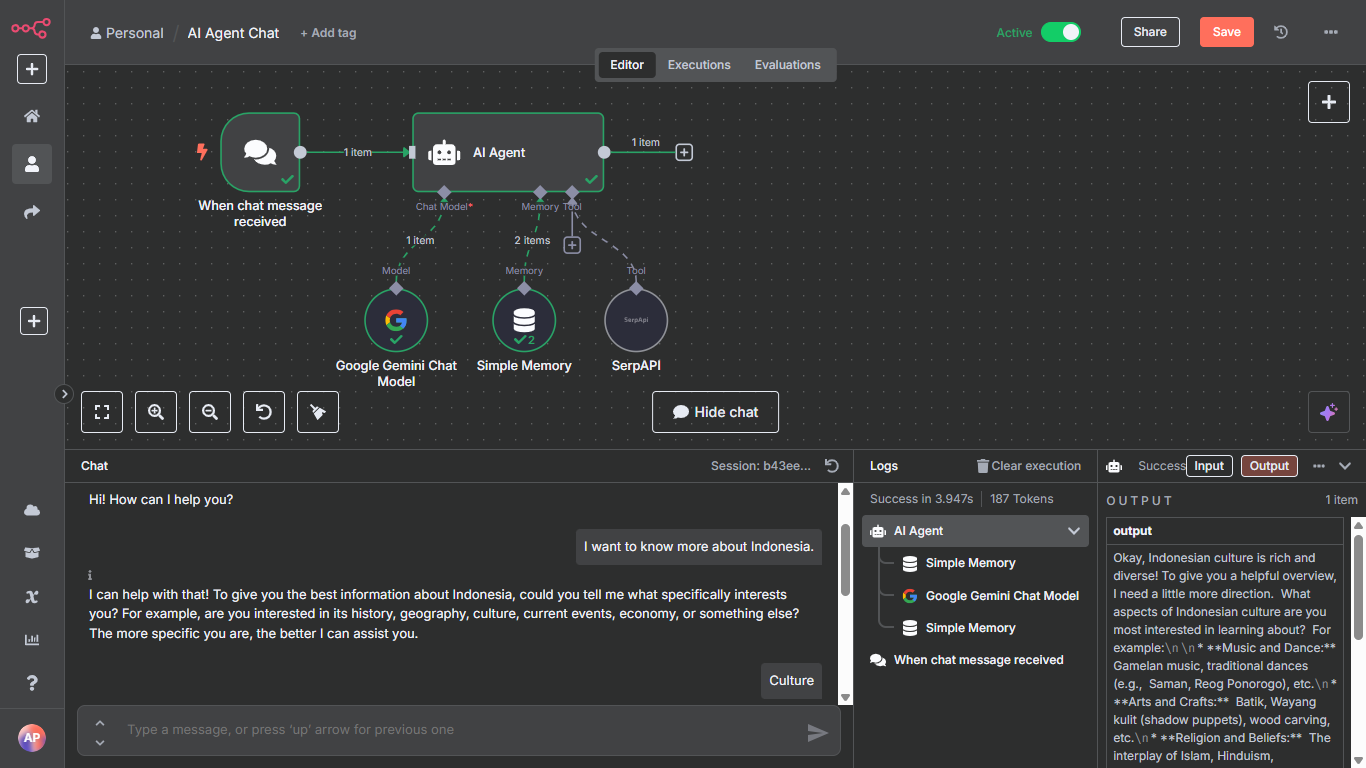 Personal / AI Agent Chat + Add tag
Active
Share
Save
Editor
Executions
Evaluations
1 item
AI Agent
1 item
When chat message
received
Chat Model*
Memory
Tool
1 item
2 items
Model
Memory
Tool
2
SerpApi
Google Gemini Chat
Model
Simple Memory
SerpAPI
Hide chat
Chat
Session: b43ee...
Hi! How can I help you?
I want to know more about Indonesia.
I can help with that! To give you the best information about Indonesia, could you tell me what specifically interests
you? For example, are you interested in its history, geography, culture, current events, economy, or something else?
The more specific you are, the better I can assist you.
Culture
Type a message, or press ‘up’ arrow for previous one
AP
Logs
Clear execution
Success in 3.947s
187 Tokens
AI Agent
Simple Memory
Google Gemini Chat Model
Simple Memory
When chat message received
Success
Input
Output
OUTPUT
1 item
output
Okay, Indonesian culture is rich and
diverse! To give you a helpful overview,
I need a little more direction.  What
aspects of Indonesian culture are you
most interested in learning about?  For
example:\n \n * **Music and Dance:**
Gamelan music, traditional dances
(e.g.,  Saman, Reog Ponorogo), etc.\n *
**Arts and Crafts:**  Batik, Wayang
kulit (shadow puppets), wood carving,
etc.\n * **Religion and Beliefs:**  The
interplay of Islam, Hinduism,